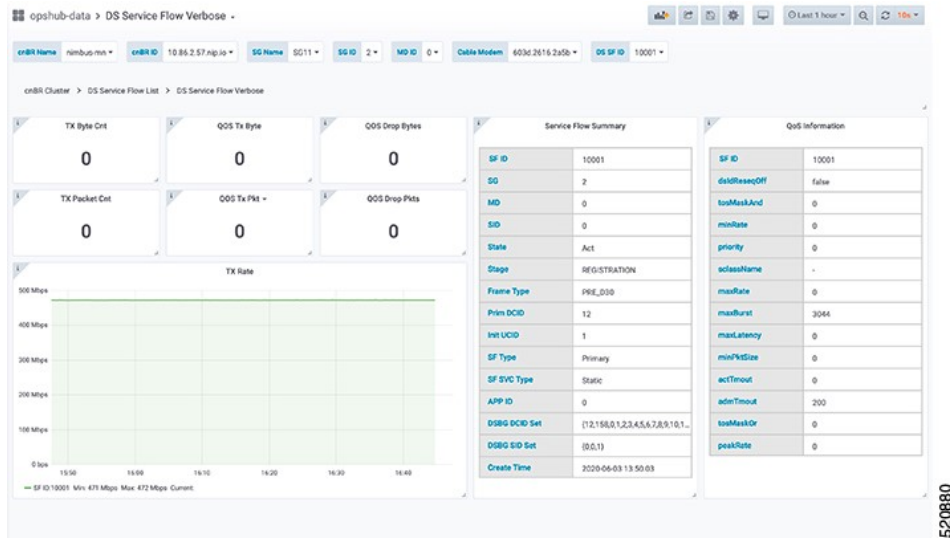 opshub-data > DS Service Flow Verbose
Last 1 hour 10s
cnBR Name nimbus-mn cnBR ID 10.86.2.57.nip.io SG Name SG11 SG ID 2 MD ID 0 Cable Modem 603d.2616.2a5b DS SF ID 10001
cnBR Cluster > DS Service Flow List > DS Service Flow Verbose
TX Byte Cnt
0
QOS Tx Byte
0
QOS Drop Bytes
0
TX Packet Cnt
0
QOS Tx Pkt
0
QOS Drop Pkts
0
TX Rate
500 Mbps
400 Mbps
300 Mbps
200 Mbps
100 Mbps
0 bps
15:50 16:00 16:10 16:20 16:30 16:40
SF ID:10001 Min: 471 Mbps Max: 472 Mbps Current:
Service Flow Summary
SF ID 10001
SG 2
MD 0
SID 0
State Act
Stage REGISTRATION
Frame Type PRE_D30
Prim DCID 12
Init UCID 1
SF Type Primary
SF SVC Type Static
APP ID 0
DSBG DCID Set {12,158,0,1,2,3,4,5,6,7,8,9,10,1...
DSBG SID Set {0,0,1}
Create Time 2020-06-03 13:50:03
QoS Information
SF ID 10001
dsIdReseqOff false
tosMaskAnd 0
minRate 0
priority 0
sclassName -
maxRate 0
maxBurst 3044
maxLatency 0
minPktSize 0
actTmout 0
admTmout 200
tosMaskOr 0
peakRate 0
520880